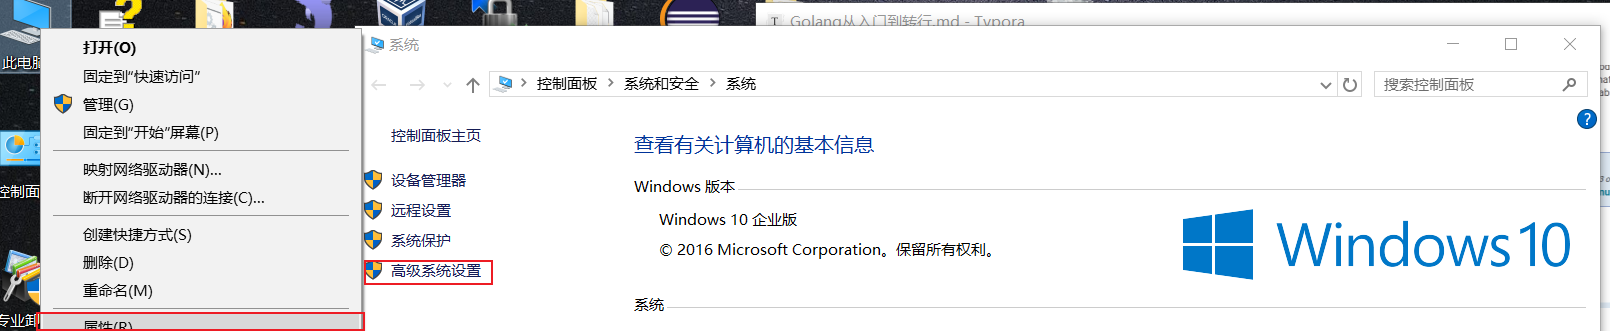 Golang从入门到转行.md - Typora
此电脑
打开(O)
固定到"快速访问"
管理(G)
固定到"开始"屏幕(P)
映射网络驱动器(N)...
断开网络驱动器的连接(C)...
创建快捷方式(S)
删除(D)
重命名(M)
属性(R)
控制面
专业卸
系统
控制面板 > 系统和安全 > 系统
搜索控制面板
控制面板主页
设备管理器
远程设置
系统保护
高级系统设置
查看有关计算机的基本信息
Windows 版本
Windows 10 企业版
© 2016 Microsoft Corporation。保留所有权利。
Windows 10
系统